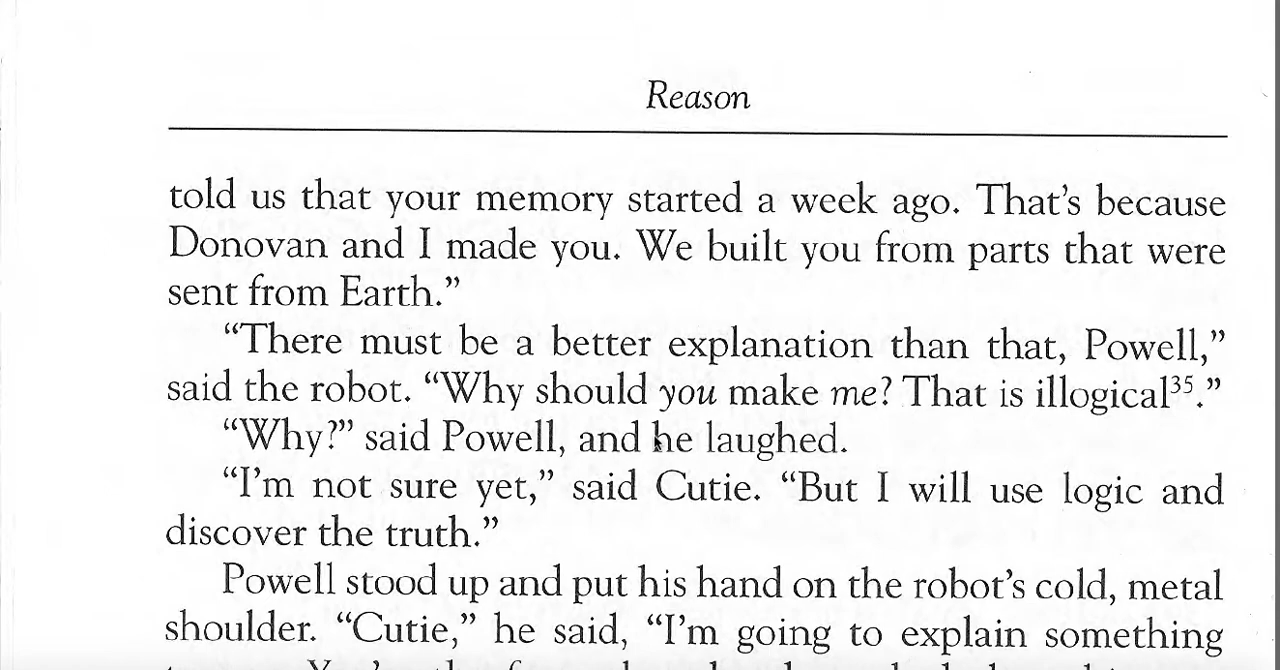 Reason
told us that your memory started a week ago. That’s because
Donovan and I made you. We built you from parts that were
sent from Earth.”
“There must be a better explanation than that, Powell,”
said the robot. “Why should you make me? That is illogical³⁵.”
“Why?” said Powell, and he laughed.
“I’m not sure yet,” said Cutie. “But I will use logic and
discover the truth.”
Powell stood up and put his hand on the robot’s cold, metal
shoulder. “Cutie,” he said, “I’m going to explain something